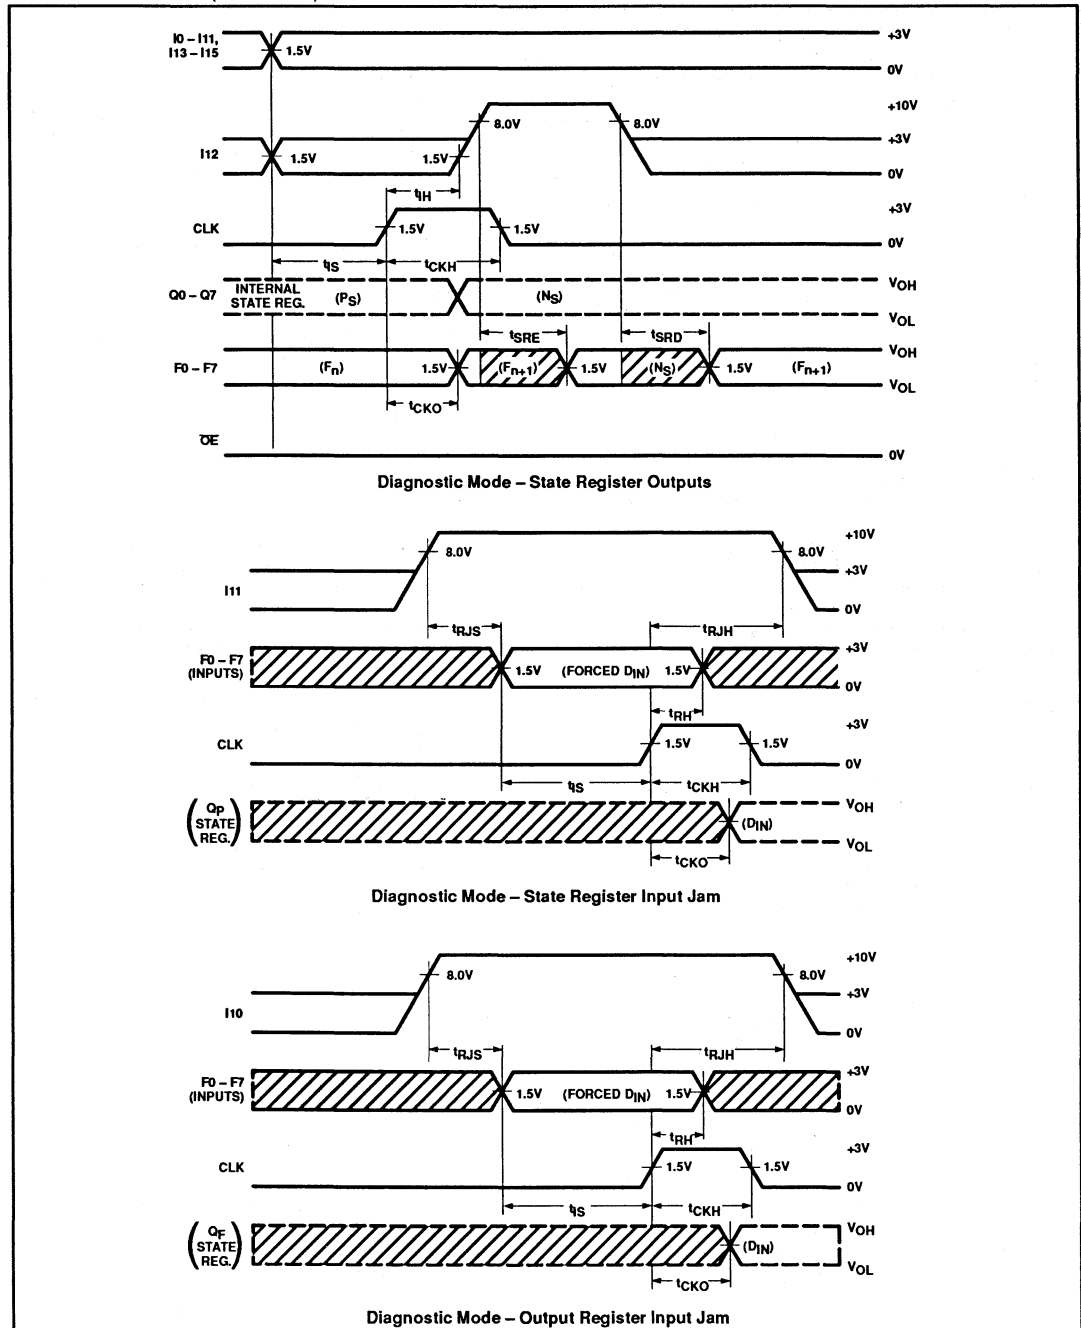 I0 – I11,
I13 – I15
1.5V
+3V
0V
+10V
8.0V
8.0V
+3V
I12
1.5V
1.5V
0V
tIH
+3V
CLK
1.5V
1.5V
0V
tIS
tCKH
Q0 – Q7
INTERNAL
STATE REG.
(PS)
(NS)
VOH
VOL
tSRE
tSRD
VOH
F0 – F7
(Fn)
1.5V
(Fn+1)
1.5V
(NS)
1.5V
(Fn+1)
VOL
tCKO
OE
0V
Diagnostic Mode – State Register Outputs
+10V
8.0V
8.0V
+3V
I11
0V
tRJS
tRJH
F0 – F7
(INPUTS)
1.5V
(FORCED DIN)
1.5V
+3V
0V
tRH
+3V
CLK
1.5V
1.5V
0V
tIS
tCKH
QP
STATE
REG.
(DIN)
VOH
VOL
tCKO
Diagnostic Mode – State Register Input Jam
+10V
8.0V
8.0V
+3V
I10
0V
tRJS
tRJH
F0 – F7
(INPUTS)
1.5V
(FORCED DIN)
1.5V
+3V
0V
tRH
+3V
CLK
1.5V
1.5V
0V
tIS
tCKH
QF
STATE
REG.
(DIN)
VOH
VOL
tCKO
Diagnostic Mode – Output Register Input Jam